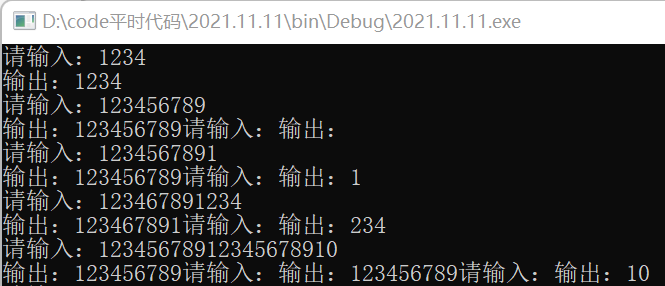 D:\code平时代码\2021.11.11\bin\Debug\2021.11.11.exe
请输入：1234
输出：1234
请输入：123456789
输出：123456789请输入：输出：
请输入：1234567891
输出：123456789请输入：输出：1
请输入：123467891234
输出：123467891请输入：输出：234
请输入：12345678912345678910
输出：123456789请输入：输出：123456789请输入：输出：10